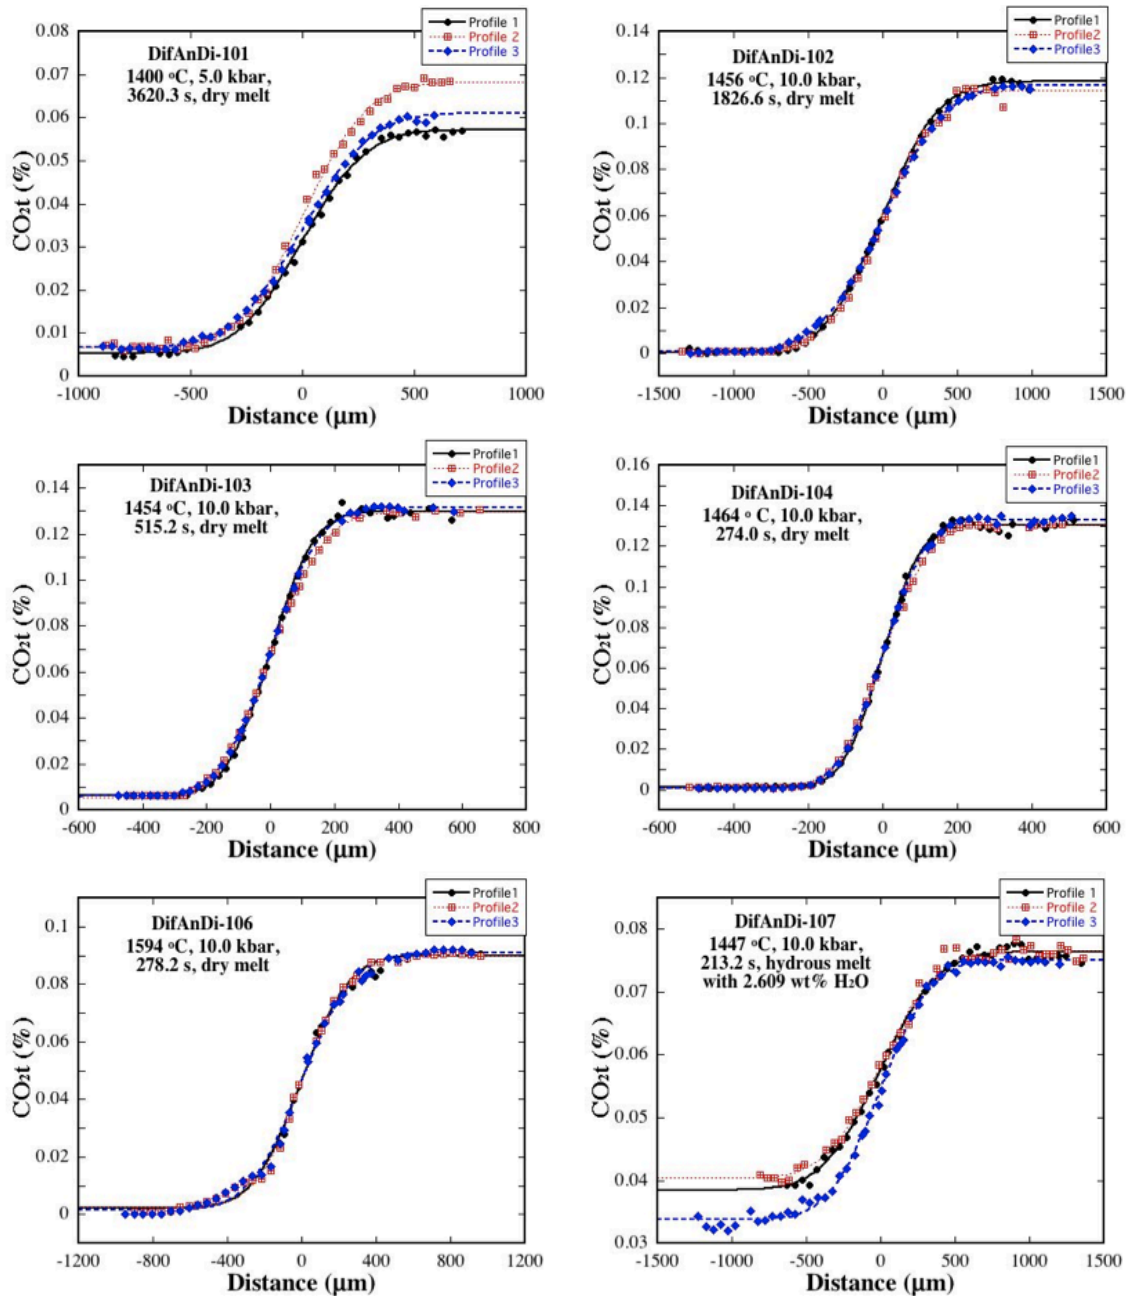 Profile 1
Profile 2
Profile 3
DifAnDi-101
1400 °C, 5.0 kbar,
3620.3 s, dry melt
CO₂t (%)
0.08
0.07
0.06
0.05
0.04
0.03
0.02
0.01
0
-1000 -500 0 500 1000
Distance (µm)
Profile1
Profile2
Profile3
DifAnDi-102
1456 °C, 10.0 kbar,
1826.6 s, dry melt
CO₂t (%)
0.14
0.12
0.1
0.08
0.06
0.04
0.02
0
-1500 -1000 -500 0 500 1000 1500
Distance (µm)
Profile1
Profile2
Profile3
DifAnDi-103
1454 °C, 10.0 kbar,
515.2 s, dry melt
CO₂t (%)
0.14
0.12
0.1
0.08
0.06
0.04
0.02
0
-600 -400 -200 0 200 400 600 800
Distance (µm)
Profile1
Profile2
Profile3
DifAnDi-104
1464 ° C, 10.0 kbar,
274.0 s, dry melt
CO₂t (%)
0.16
0.14
0.12
0.1
0.08
0.06
0.04
0.02
0
-600 -400 -200 0 200 400 600
Distance (µm)
Profile1
Profile2
Profile3
DifAnDi-106
1594 °C, 10.0 kbar,
278.2 s, dry melt
CO₂t (%)
0.1
0.08
0.06
0.04
0.02
0
-1200 -800 -400 0 400 800 1200
Distance (µm)
Profile 1
Profile 2
Profile 3
DifAnDi-107
1447 °C, 10.0 kbar,
213.2 s, hydrous melt
with 2.609 wt% H₂O
CO₂t (%)
0.08
0.07
0.06
0.05
0.04
0.03
-1500 -1000 -500 0 500 1000 1500
Distance (µm)